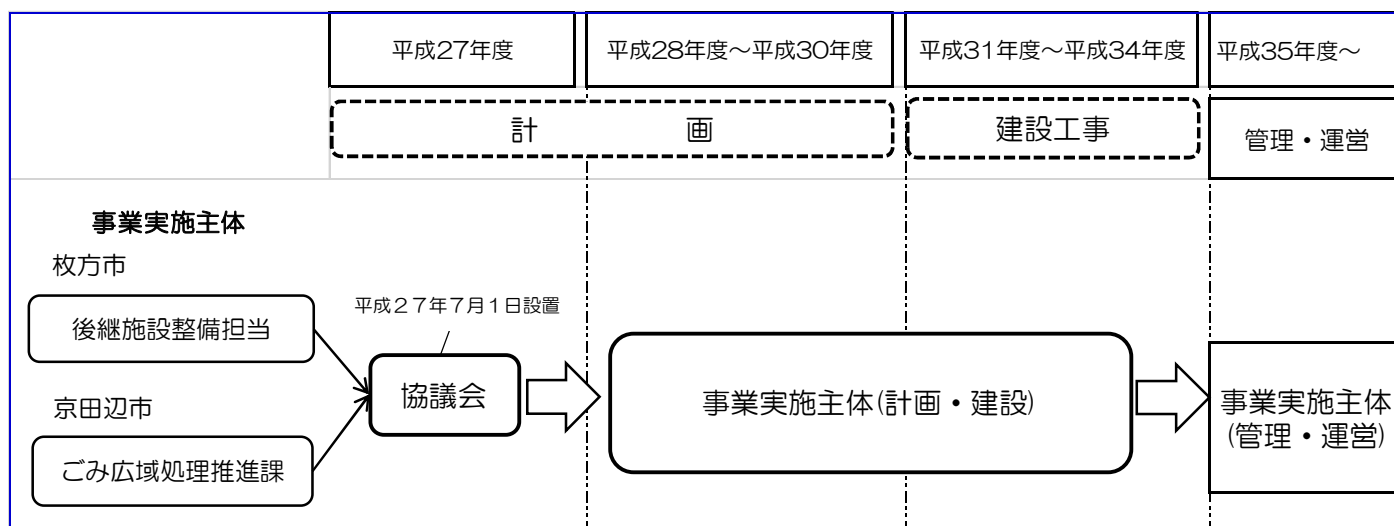 平成27年度
平成28年度～平成30年度
平成31年度～平成34年度
平成35年度～
計　画
建設工事
管理・運営
事業実施主体
枚方市
後継施設整備担当
平成２７年７月１日設置
協議会
京田辺市
ごみ広域処理推進課
事業実施主体(計画・建設)
事業実施主体
(管理・運営)